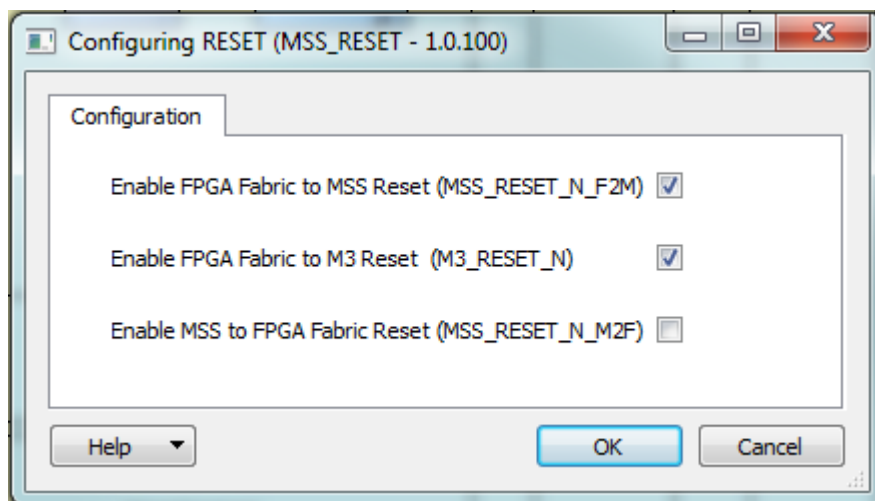 Configuring RESET (MSS_RESET - 1.0.100)
Configuration
Enable FPGA Fabric to MSS Reset (MSS_RESET_N_F2M)
Enable FPGA Fabric to M3 Reset (M3_RESET_N)
Enable MSS to FPGA Fabric Reset (MSS_RESET_N_M2F)
Help
OK
Cancel